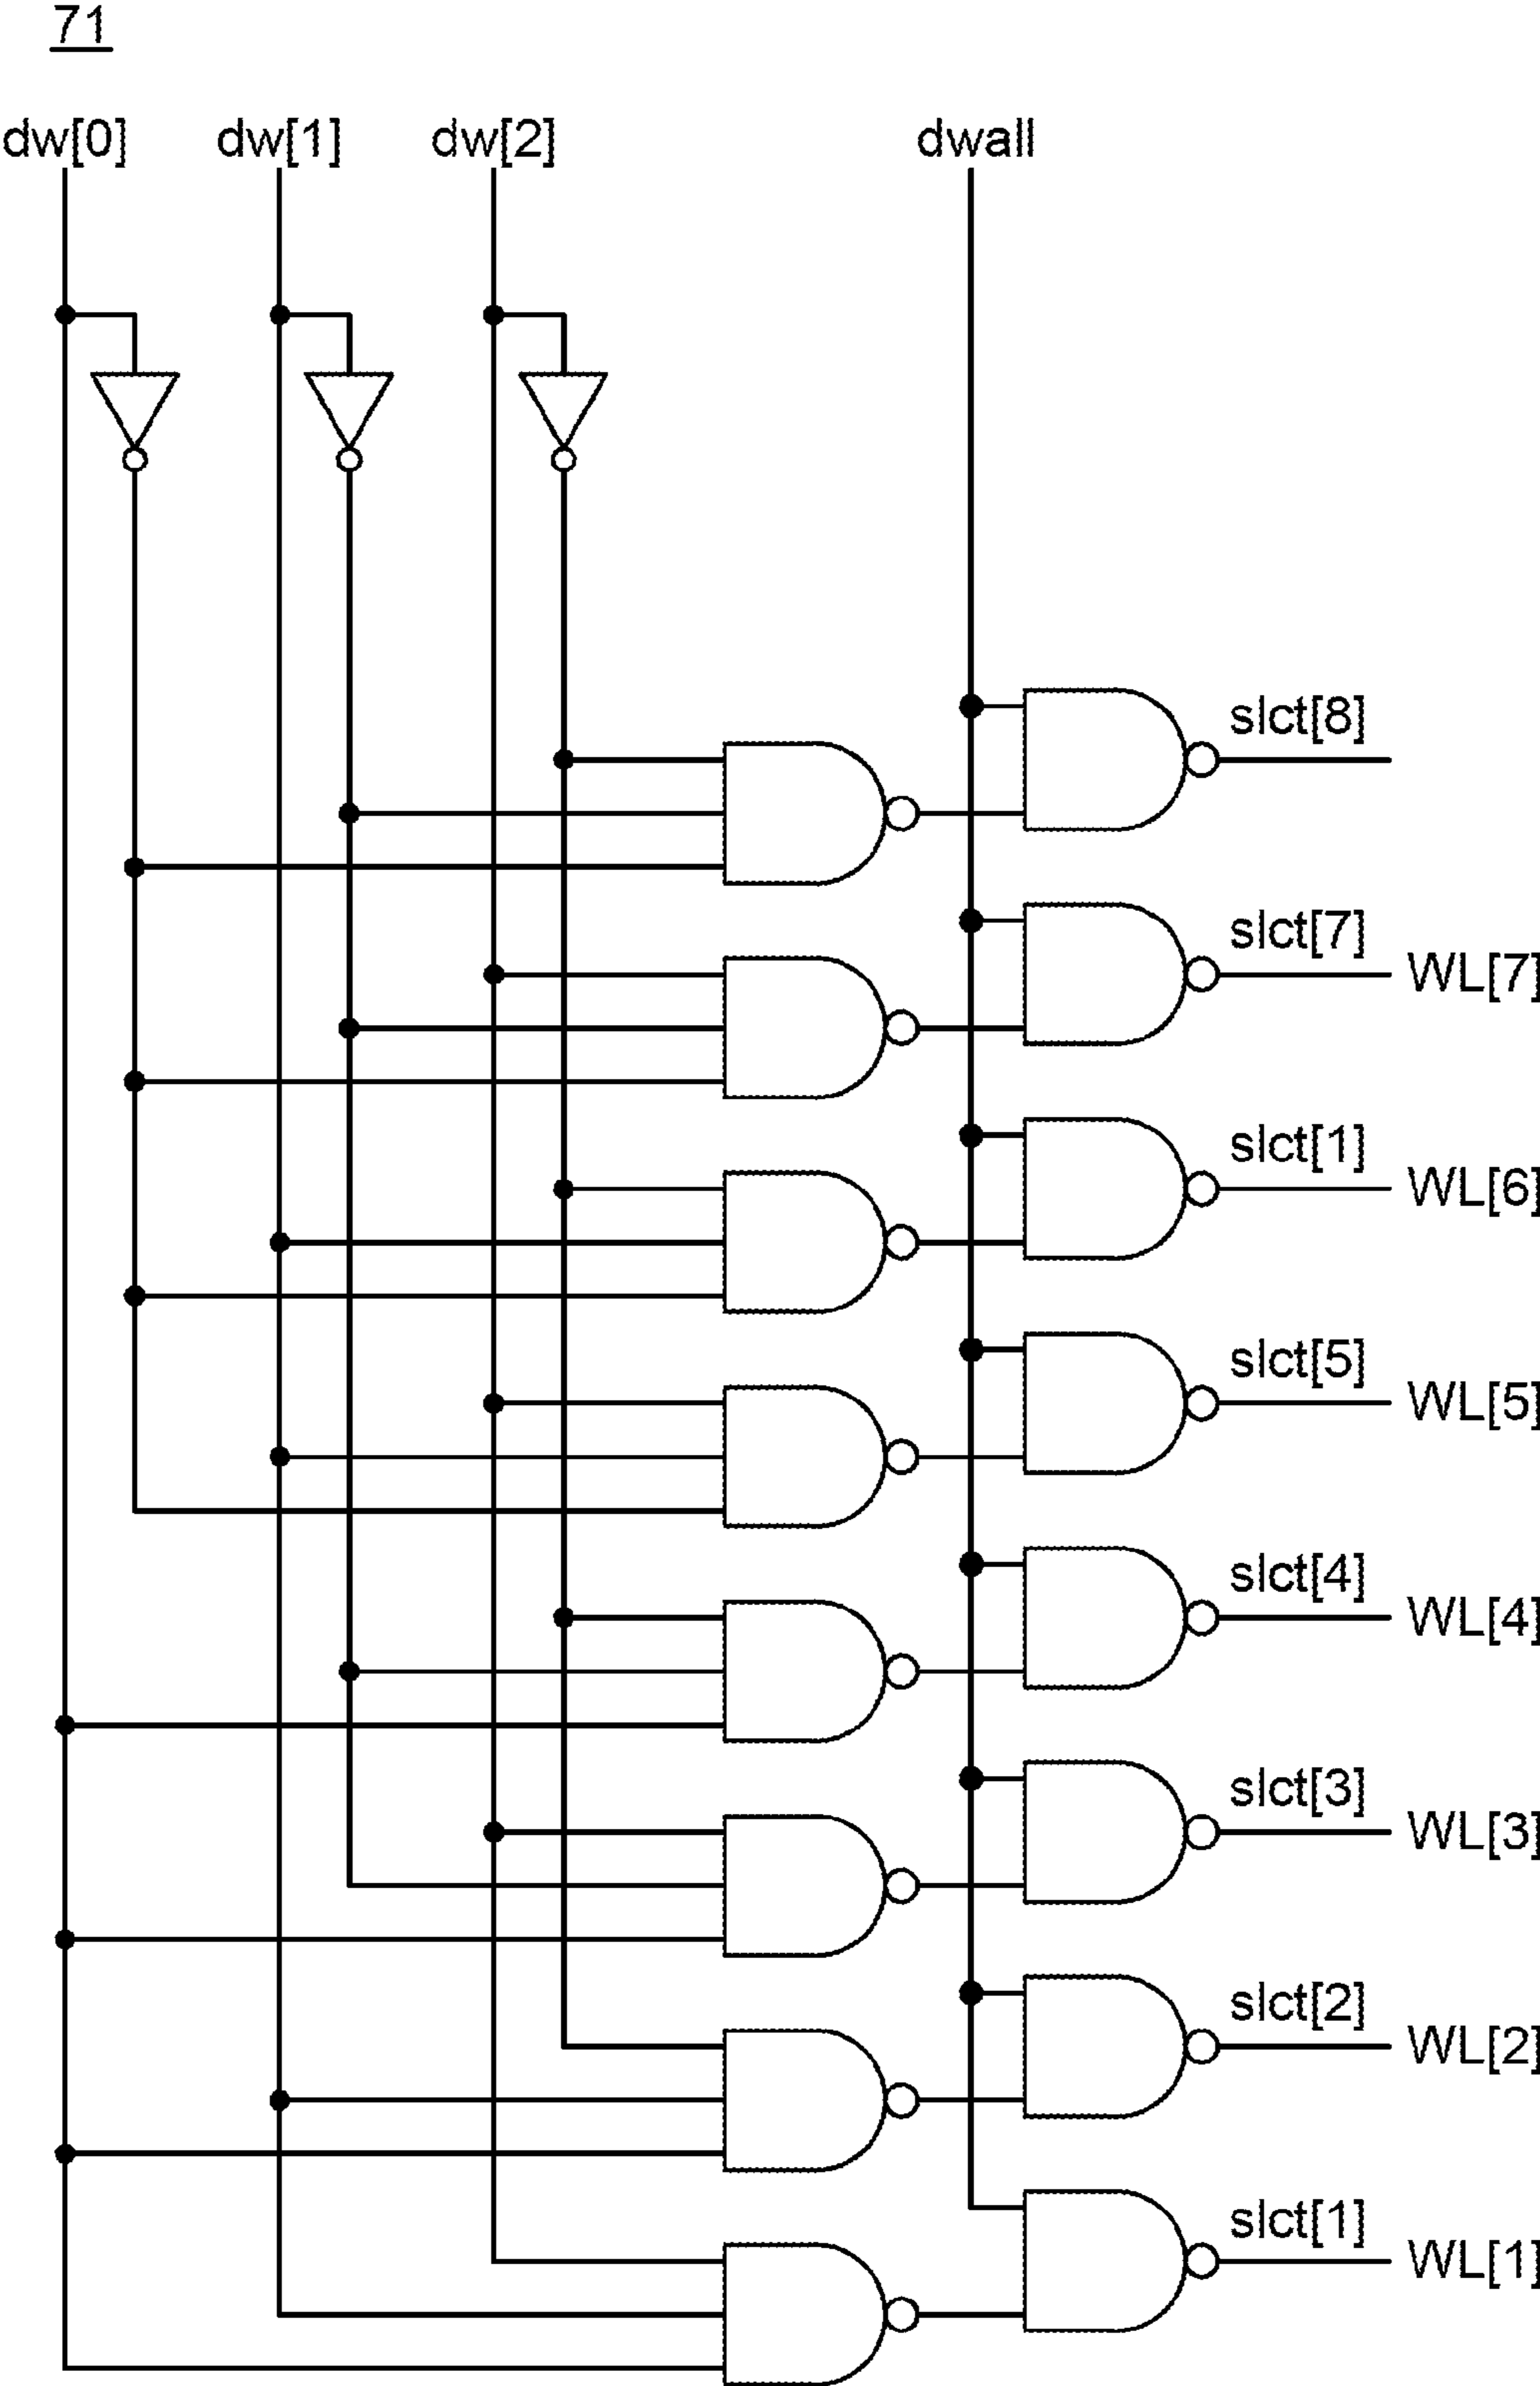 71
dw[0] dw[1] dw[2] dwall
slct[8]
slct[7]
WL[7]
slct[1]
WL[6]
slct[5]
WL[5]
slct[4]
WL[4]
slct[3]
WL[3]
slct[2]
WL[2]
slct[1]
WL[1]